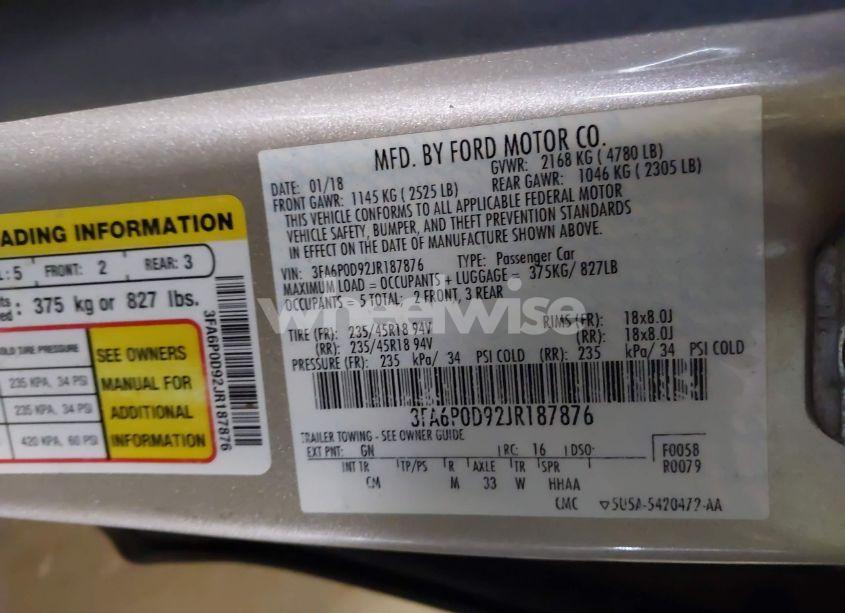 MFD. BY FORD MOTOR CO.
DATE: 01/18 GVWR: 2168 KG ( 4780 LB)
FRONT GAWR: 1145 KG ( 2525 LB) REAR GAWR: 1046 KG ( 2305 LB)
THIS VEHICLE CONFORMS TO ALL APPLICABLE FEDERAL MOTOR
VEHICLE SAFETY, BUMPER, AND THEFT PREVENTION STANDARDS
IN EFFECT ON THE DATE OF MANUFACTURE SHOWN ABOVE.
VIN: 3FA6P0D92JR187876 TYPE: Passenger Car
MAXIMUM LOAD = OCCUPANTS + LUGGAGE = 375KG/ 827LB
OCCUPANTS = 5 TOTAL; 2 FRONT, 3 REAR
TIRE (FR): 235/45R18 94V RIMS (FR): 18x8.0J
(RR): 235/45R18 94V (RR): 18x8.0J
PRESSURE (FR): 235 kPa/ 34 PSI COLD (RR): 235 kPa/ 34 PSI COLD
3FA6P0D92JR187876
TRAILER TOWING - SEE OWNER GUIDE
EXT PNT: GN RC: 16 DSO: F0058
INT TR TP/PS R AXLE TR SPR R0079
CM M 33 W HHAA
CMC 5U5A-5420472-AA
ADING INFORMATION
: 5 FRONT: 2 REAR: 3
375 kg or 827 lbs.
TIRE PRESSURE
235 KPA, 34 PSI
235 KPA, 34 PSI
420 KPA, 60 PSI
SEE OWNERS
MANUAL FOR
ADDITIONAL
INFORMATION
3FA6P0D92JR187876
wheelwise